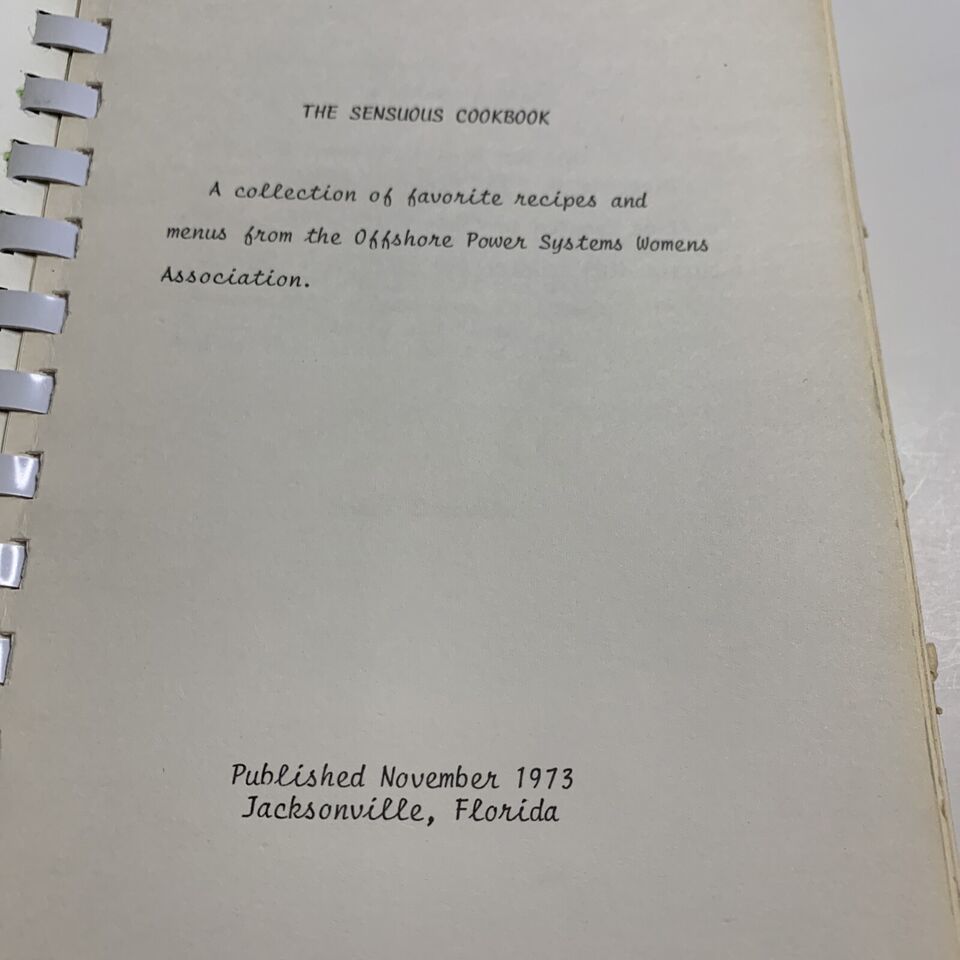 THE SENSUOUS COOKBOOK
A collection of favorite recipes and
menus from the Offshore Power Systems Womens
Association.
Published November 1973
Jacksonville, Florida